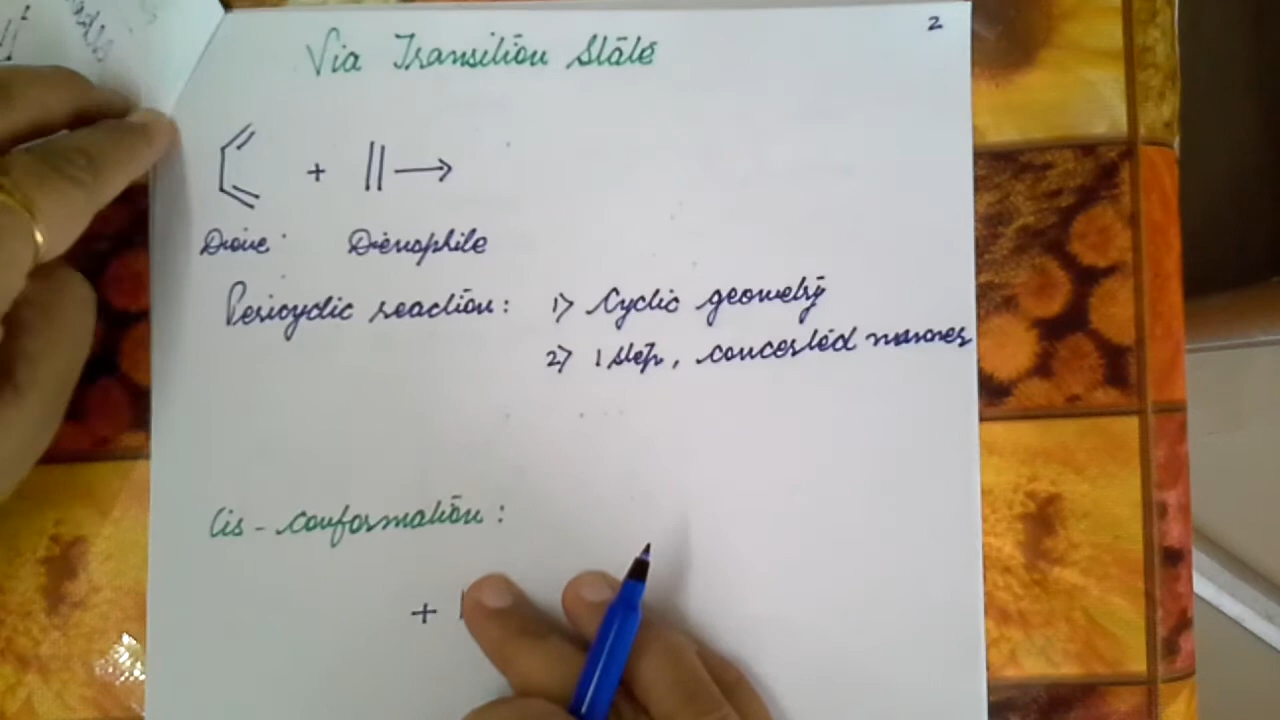 2
Via Transition State
+
Diene Dienophile
Pericyclic reaction: 1) Cyclic geometry
2) 1 step, concerted manner
Cis-conformation:
+